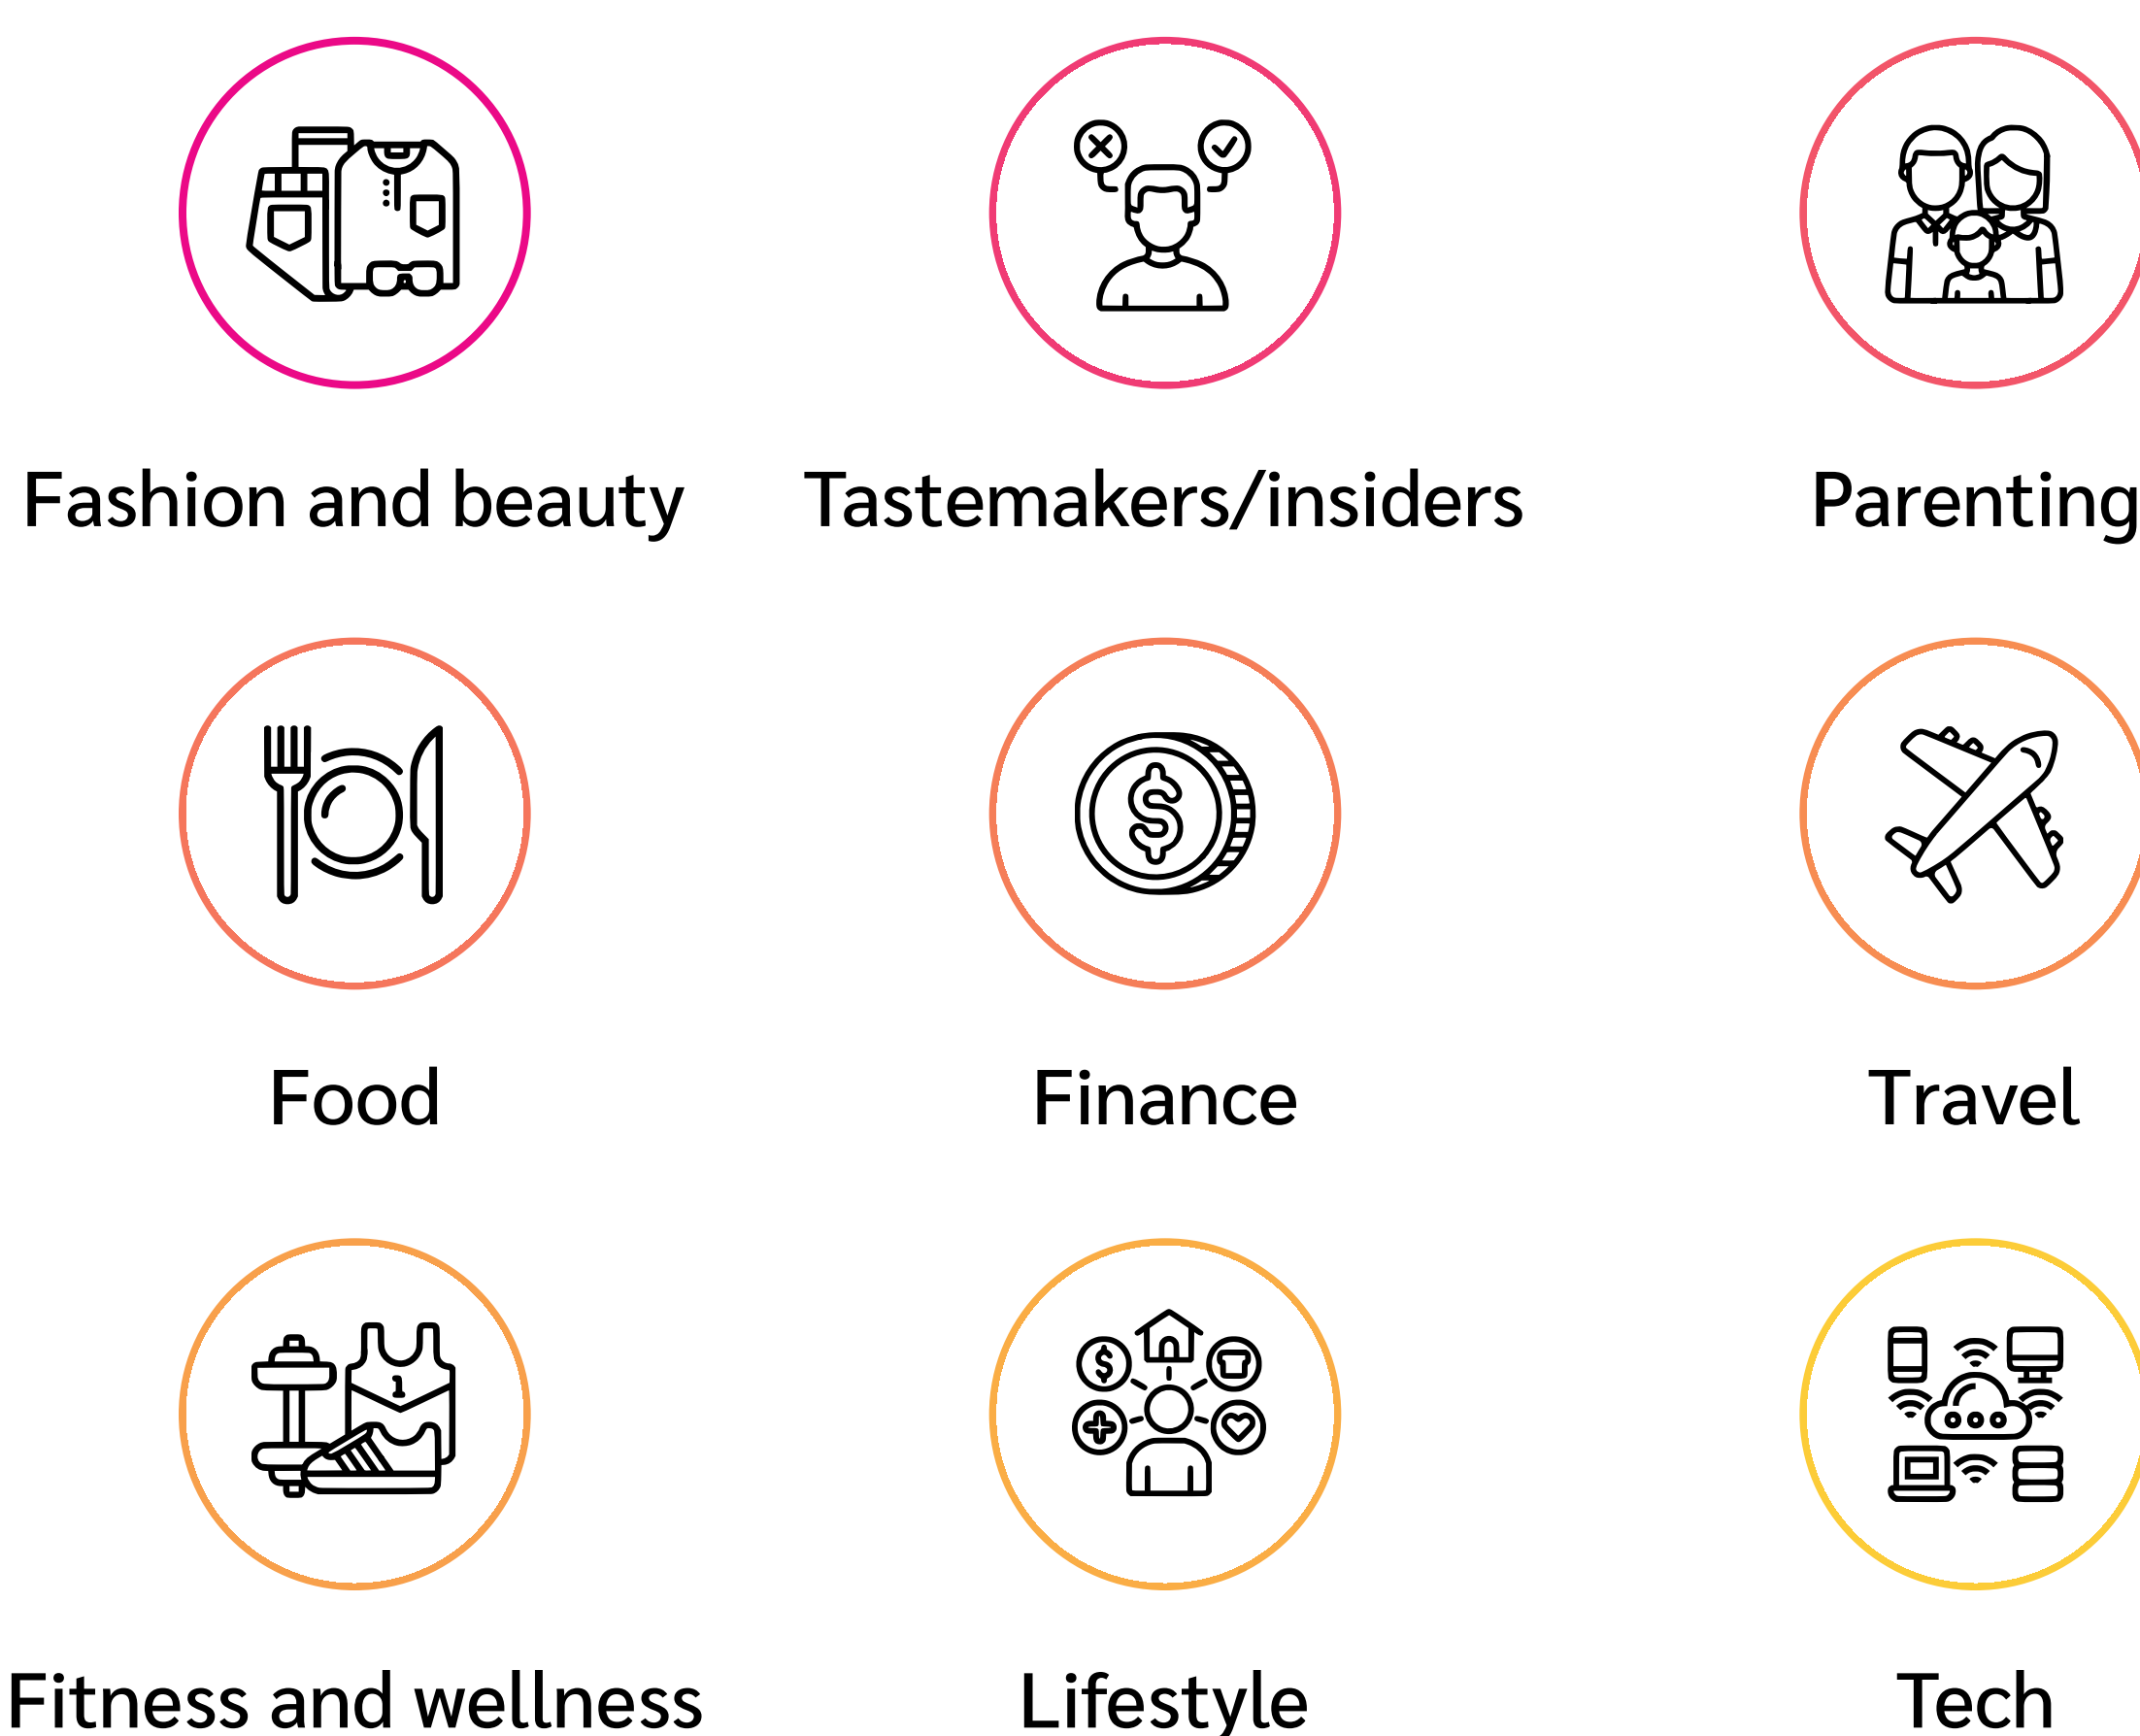 Fashion and beauty
Tastemakers/insiders
Parenting
Food
Finance
Travel
Fitness and wellness
Lifestyle
Tech